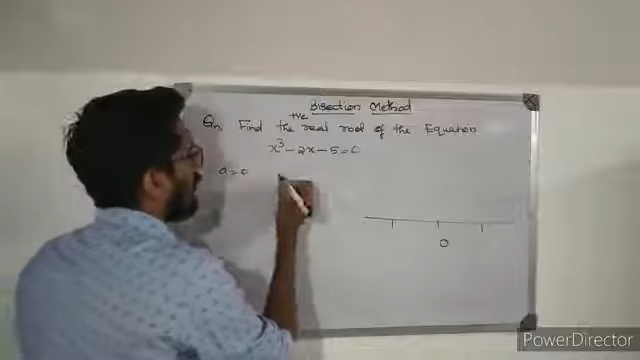 Bisection Method
+ve
Qn, Find the real root of the Equation
x³ - 2x - 5 = 0
a = 0
0
PowerDirector